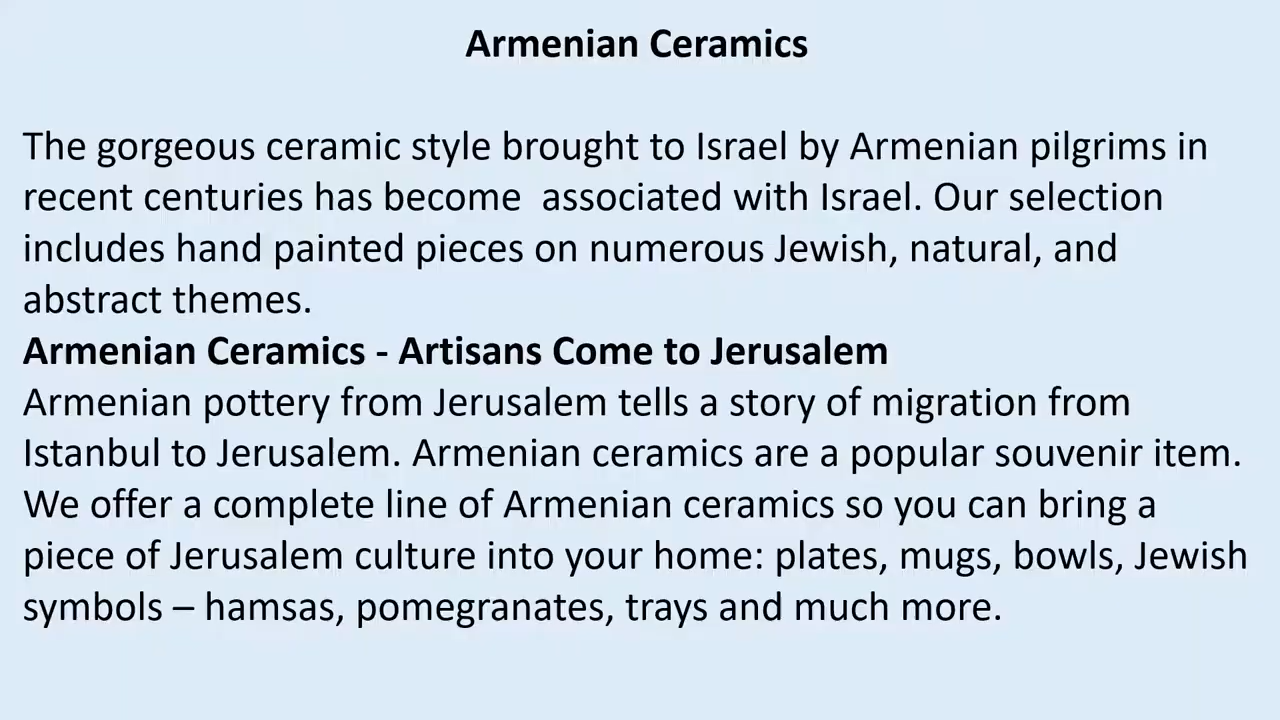 Armenian Ceramics
The gorgeous ceramic style brought to Israel by Armenian pilgrims in
recent centuries has become  associated with Israel. Our selection
includes hand painted pieces on numerous Jewish, natural, and
abstract themes.
Armenian Ceramics - Artisans Come to Jerusalem
Armenian pottery from Jerusalem tells a story of migration from
Istanbul to Jerusalem. Armenian ceramics are a popular souvenir item.
We offer a complete line of Armenian ceramics so you can bring a
piece of Jerusalem culture into your home: plates, mugs, bowls, Jewish
symbols – hamsas, pomegranates, trays and much more.